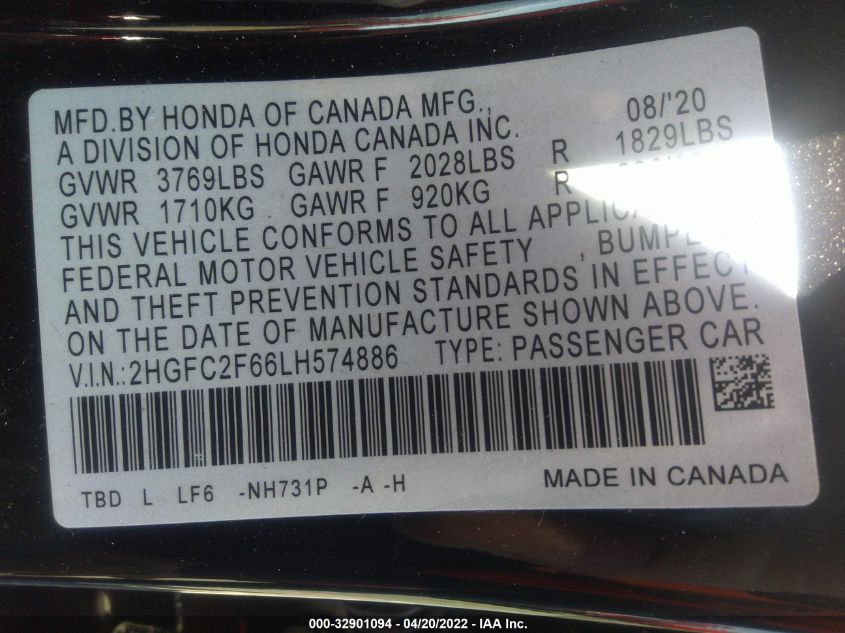 MFD.BY HONDA OF CANADA MFG., 08/'20
A DIVISION OF HONDA CANADA INC.
GVWR 3769LBS GAWR F 2028LBS R 1829LBS
GVWR 1710KG GAWR F 920KG R
THIS VEHICLE CONFORMS TO ALL
FEDERAL MOTOR VEHICLE SAFETY ,
AND THEFT PREVENTION STANDARDS, IN EFFECT
ON THE DATE OF MANUFACTURE SHOWN ABOVE.
V.I.N.:2HGFC2F66LH574886 TYPE: PASSENGER CAR
TBD L LF6 -NH731P -A -H MADE IN CANADA
000-32901094 - 04/20/2022 - IAA Inc.